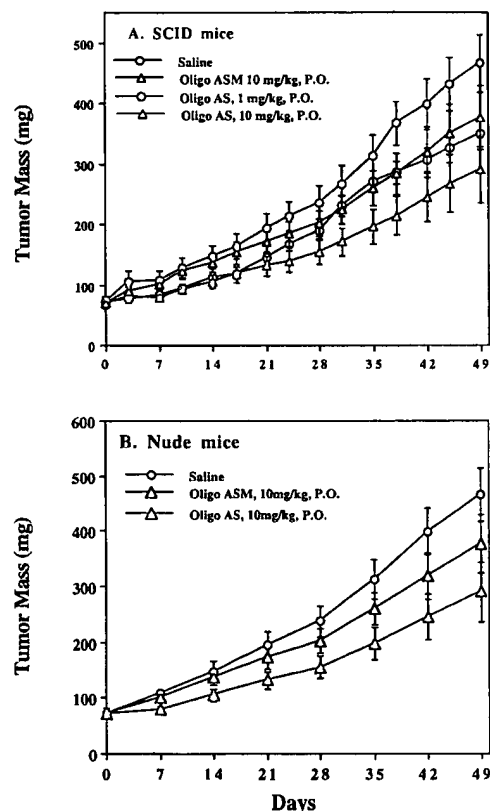 A. SCID mice
Saline
Oligo ASM 10 mg/kg, P.O.
Oligo AS, 1 mg/kg, P.O.
Oligo AS, 10 mg/kg, P.O.
Tumor Mass (mg)
500
400
300
200
100
0
0 7 14 21 28 35 42 49
B. Nude mice
Saline
Oligo ASM, 10mg/kg, P.O.
Oligo AS, 10mg/kg, P.O.
Tumor Mass (mg)
600
500
400
300
200
100
0
0 7 14 21 28 35 42 49
Days